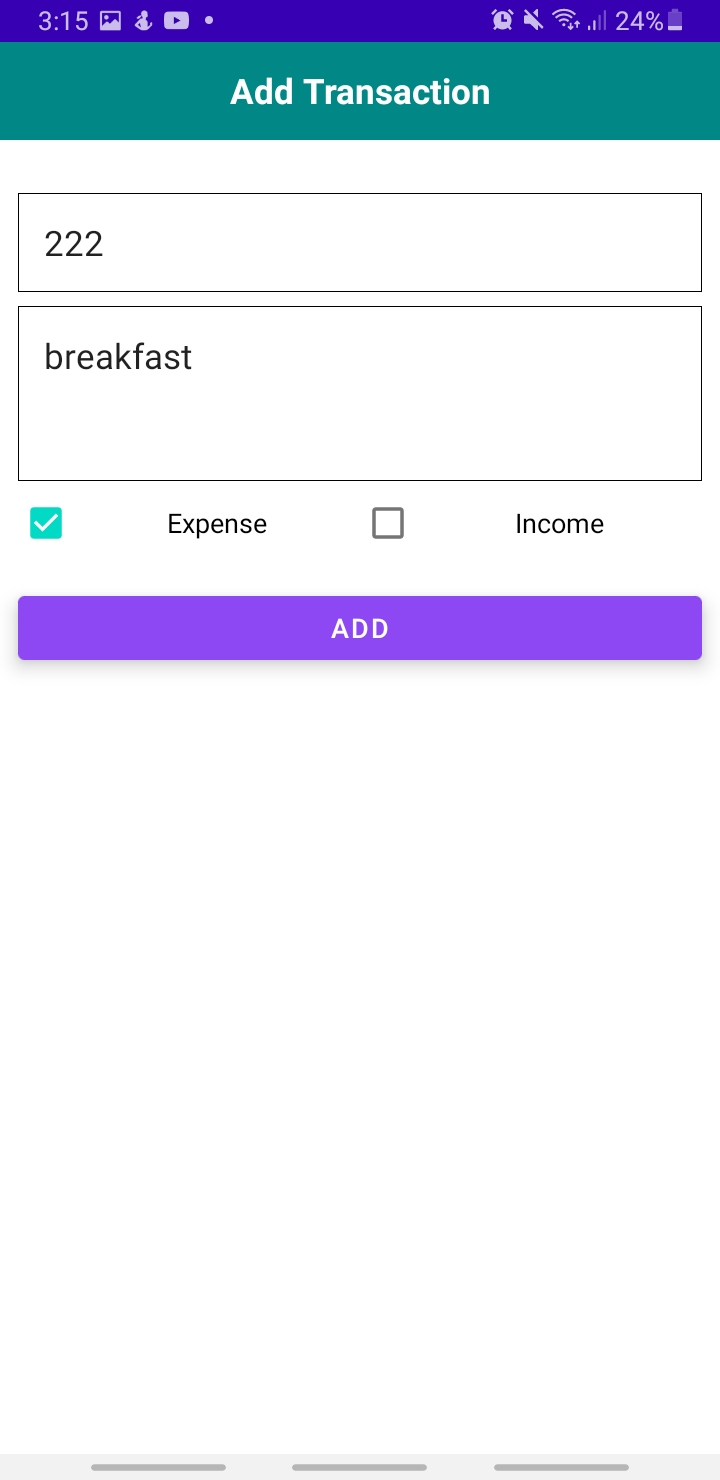 3:15 24%
Add Transaction
222
breakfast
Expense Income
ADD